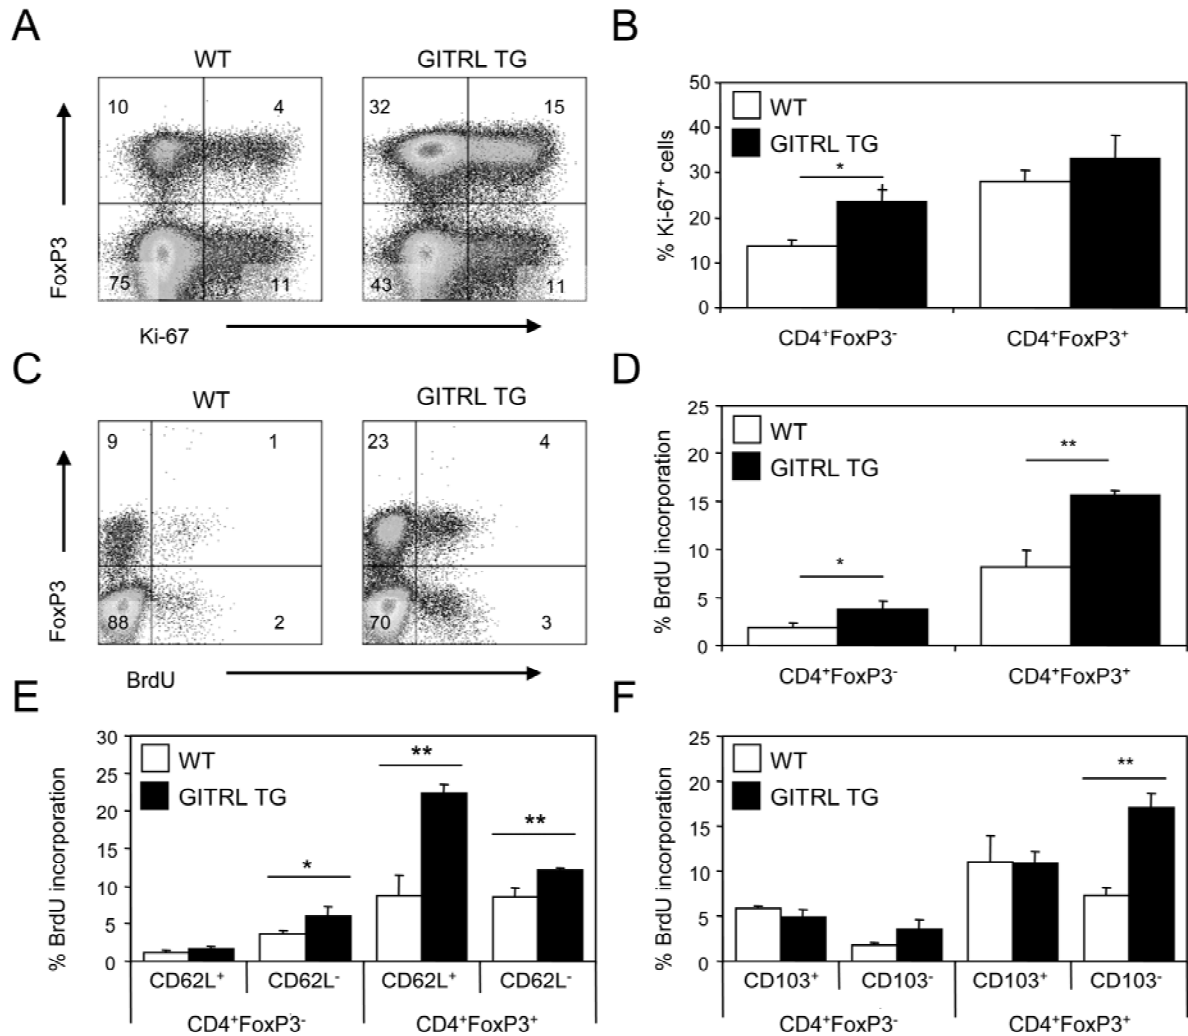 A
WT
GITRL TG
10
4
32
15
75
11
43
11
FoxP3
Ki-67
B
50
40
30
20
10
0
% Ki-67⁺ cells
WT
GITRL TG
*
CD4⁺FoxP3⁻
CD4⁺FoxP3⁺
C
WT
GITRL TG
9
1
23
4
88
2
70
3
FoxP3
BrdU
D
25
20
15
10
5
0
% BrdU incorporation
WT
GITRL TG
*
**
CD4⁺FoxP3⁻
CD4⁺FoxP3⁺
E
30
25
20
15
10
5
0
% BrdU incorporation
WT
GITRL TG
*
**
**
CD62L⁺
CD62L⁻
CD62L⁺
CD62L⁻
CD4⁺FoxP3⁻
CD4⁺FoxP3⁺
F
25
20
15
10
5
0
% BrdU incorporation
WT
GITRL TG
**
CD103⁺
CD103⁻
CD103⁺
CD103⁻
CD4⁺FoxP3⁻
CD4⁺FoxP3⁺